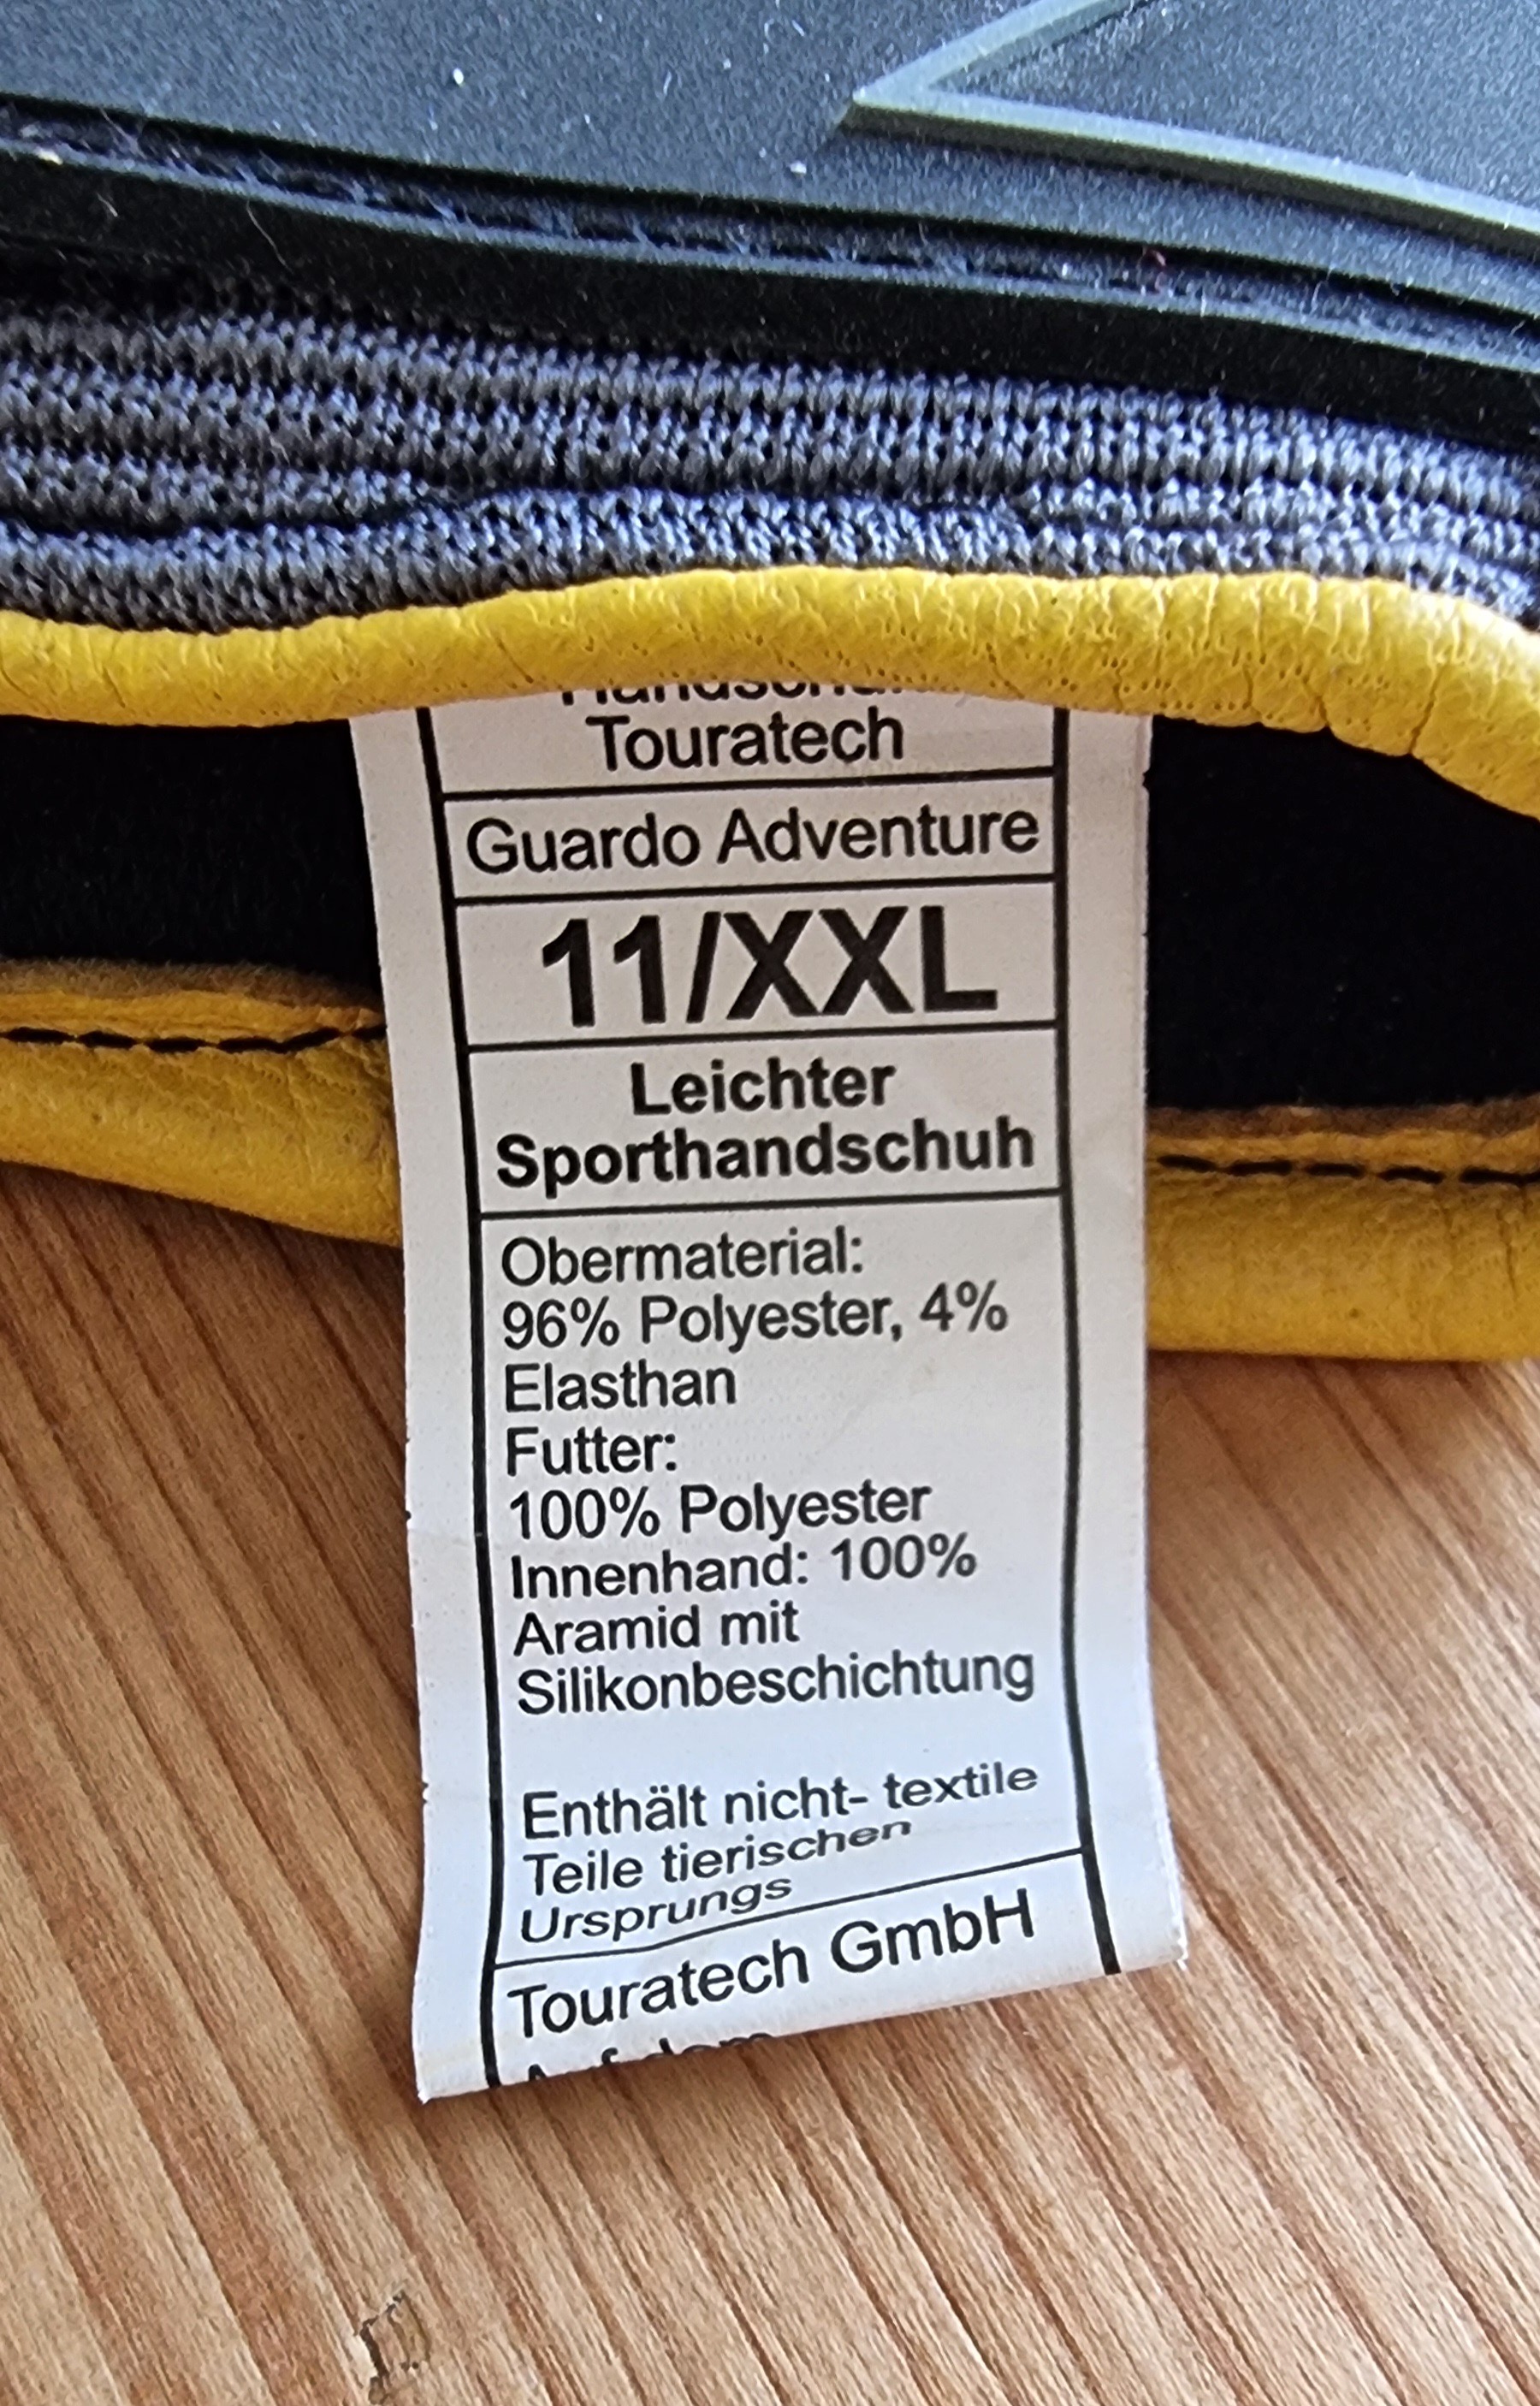 Touratech
Guardo Adventure
11/XXL
Leichter
Sporthandschuh
Obermaterial:
96% Polyester, 4%
Elasthan
Futter:
100% Polyester
Innenhand: 100%
Aramid mit
Silikonbeschichtung
Enthält nicht- textile
Teile tierischen
Ursprungs
Touratech GmbH